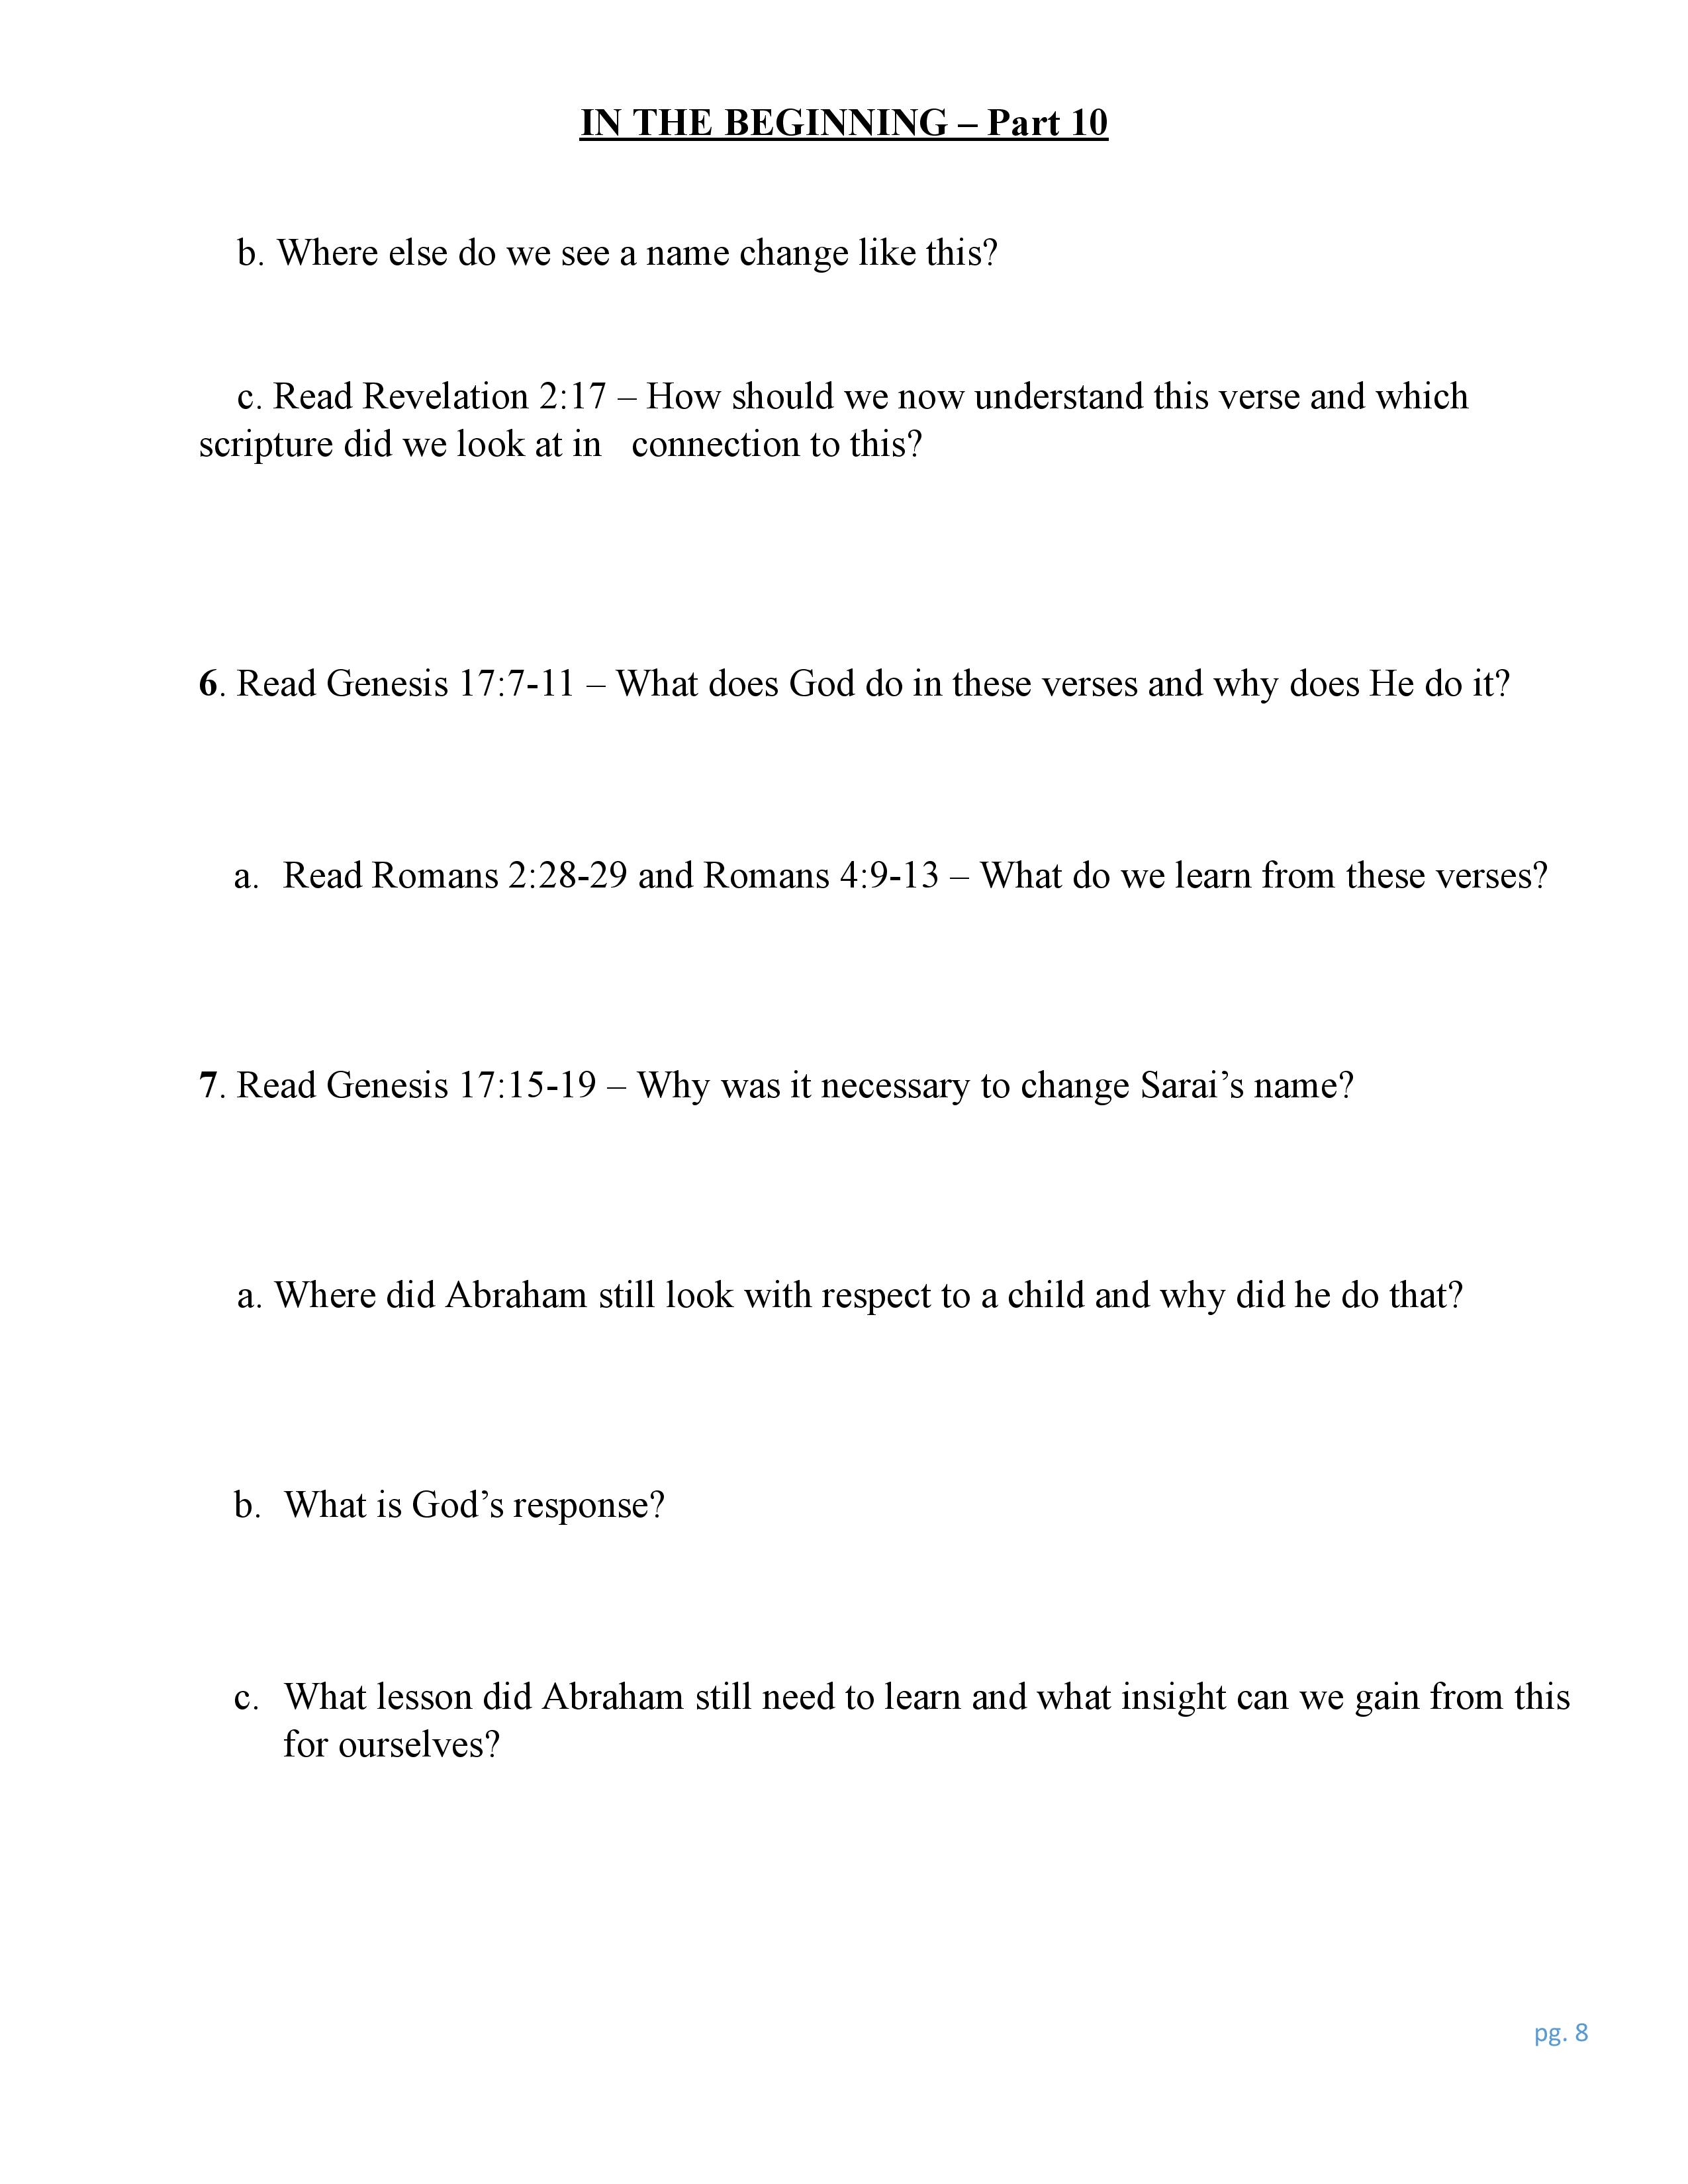 IN THE BEGINNING – Part 10
b. Where else do we see a name change like this?
c. Read Revelation 2:17 – How should we now understand this verse and which
scripture did we look at in   connection to this?
6. Read Genesis 17:7-11 – What does God do in these verses and why does He do it?
a. Read Romans 2:28-29 and Romans 4:9-13 – What do we learn from these verses?
7. Read Genesis 17:15-19 – Why was it necessary to change Sarai’s name?
a. Where did Abraham still look with respect to a child and why did he do that?
b. What is God’s response?
c. What lesson did Abraham still need to learn and what insight can we gain from this
for ourselves?
pg. 8